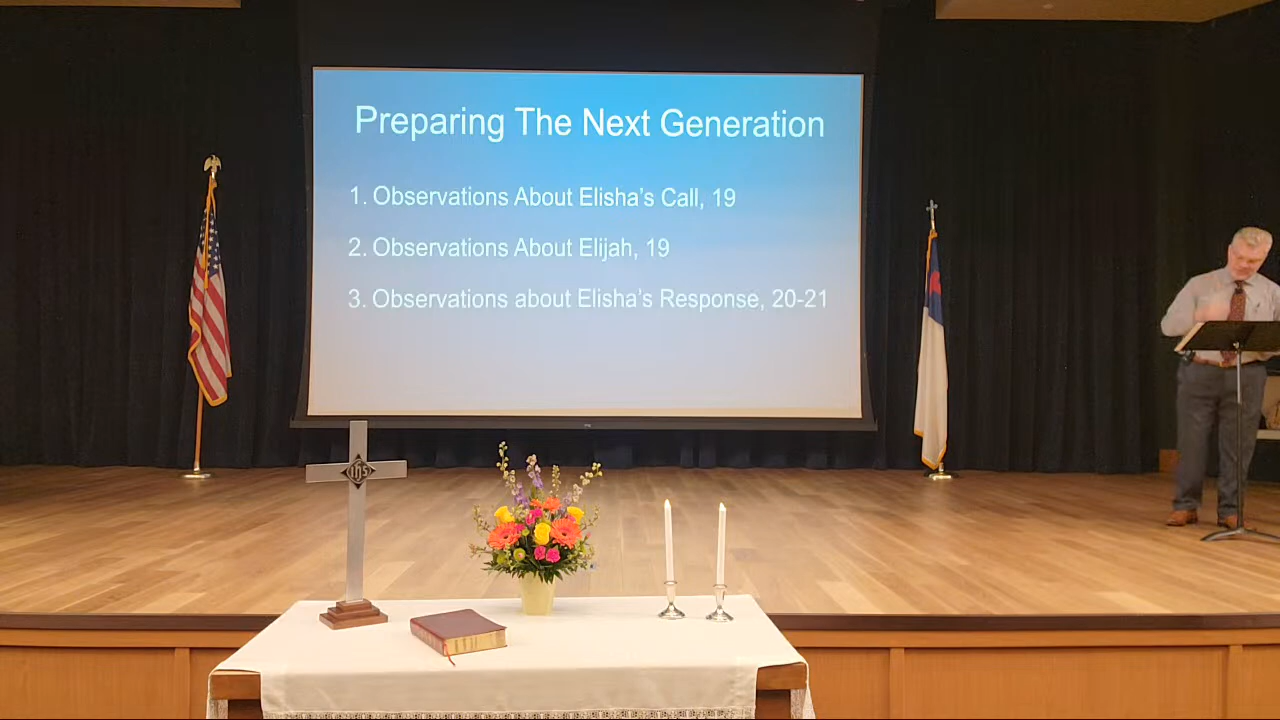 Preparing The Next Generation
1. Observations About Elisha's Call, 19
2. Observations About Elijah, 19
3. Observations about Elisha's Response, 20-21
IHS